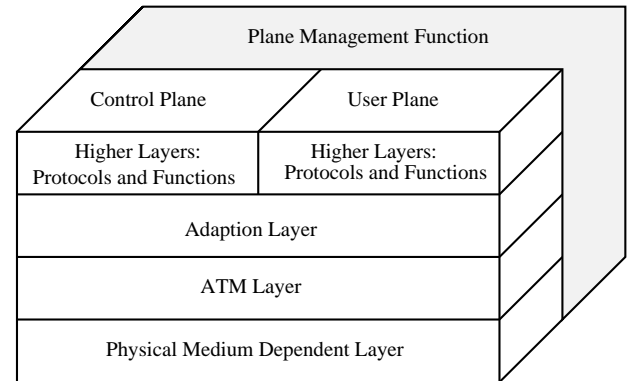 Plane Management Function
Control Plane
User Plane
Higher Layers:
Protocols and Functions
Higher Layers:
Protocols and Functions
Adaption Layer
ATM Layer
Physical Medium Dependent Layer